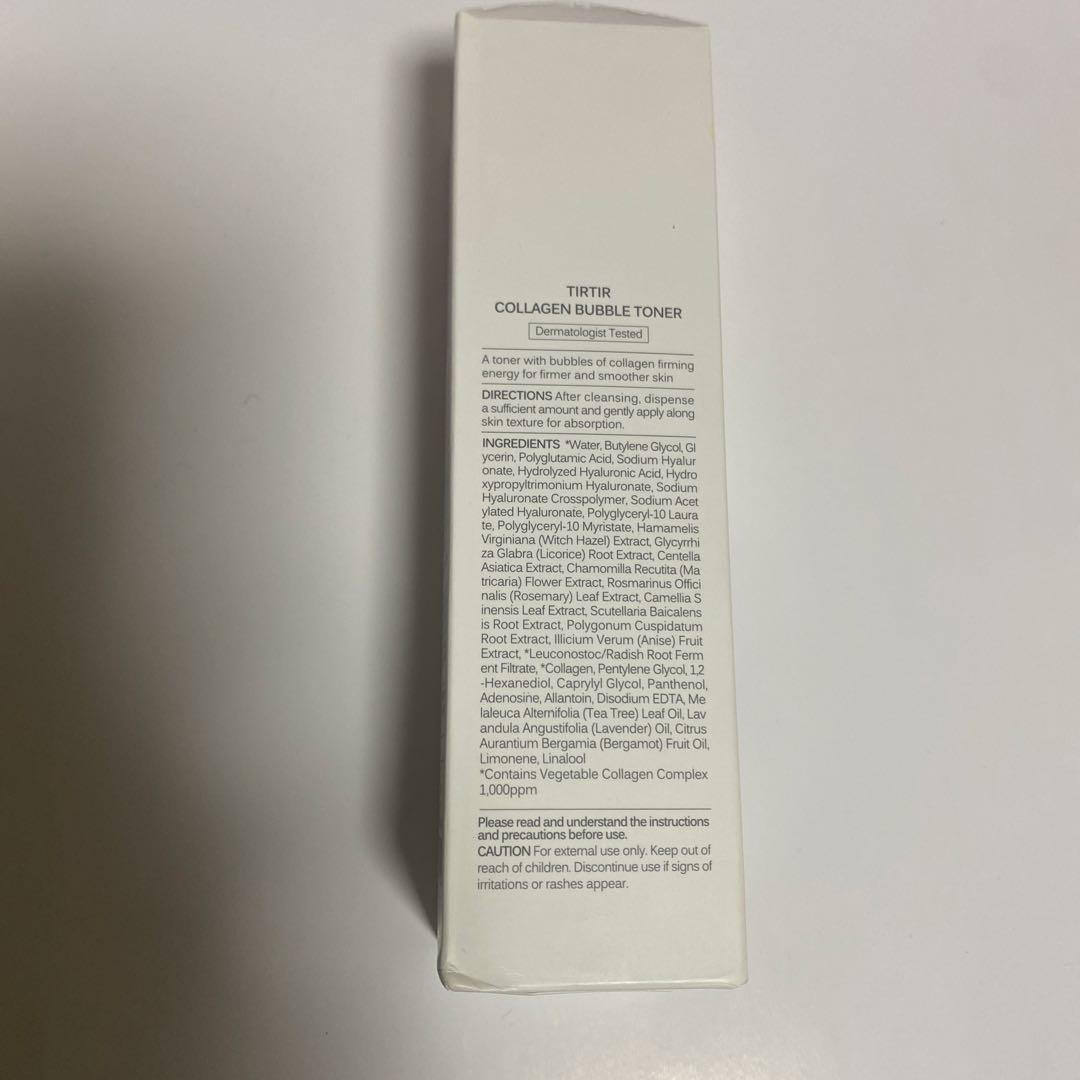 TIRTIR
COLLAGEN BUBBLE TONER
Dermatologist Tested
A toner with bubbles of collagen firming
energy for firmer and smoother skin
DIRECTIONS After cleansing, dispense
a sufficient amount and gently apply along
skin texture for absorption.
INGREDIENTS *Water, Butylene Glycol, Gl
ycerin, Polyglutamic Acid, Sodium Hyalur
onate, Hydrolyzed Hyaluronic Acid, Hydro
xypropyltrimonium Hyaluronate, Sodium
Hyaluronate Crosspolymer, Sodium Acet
ylated Hyaluronate, Polyglyceryl-10 Laura
te, Polyglyceryl-10 Myristate, Hamamelis
Virginiana (Witch Hazel) Extract, Glycyrrhi
za Glabra (Licorice) Root Extract, Centella
Asiatica Extract, Chamomilla Recutita (Ma
tricaria) Flower Extract, Rosmarinus Offici
nalis (Rosemary) Leaf Extract, Camellia S
inensis Leaf Extract, Scutellaria Baicalens
is Root Extract, Polygonum Cuspidatum
Root Extract, Illicium Verum (Anise) Fruit
Extract, *Leuconostoc/Radish Root Ferm
ent Filtrate, *Collagen, Pentylene Glycol, 1,2
-Hexanediol, Caprylyl Glycol, Panthenol,
Adenosine, Allantoin, Disodium EDTA, Me
laleuca Alternifolia (Tea Tree) Leaf Oil, Lav
andula Angustifolia (Lavender) Oil, Citrus
Aurantium Bergamia (Bergamot) Fruit Oil,
Limonene, Linalool
*Contains Vegetable Collagen Complex
1,000ppm
Please read and understand the instructions
and precautions before use.
CAUTION For external use only. Keep out of
reach of children. Discontinue use if signs of
irritations or rashes appear.